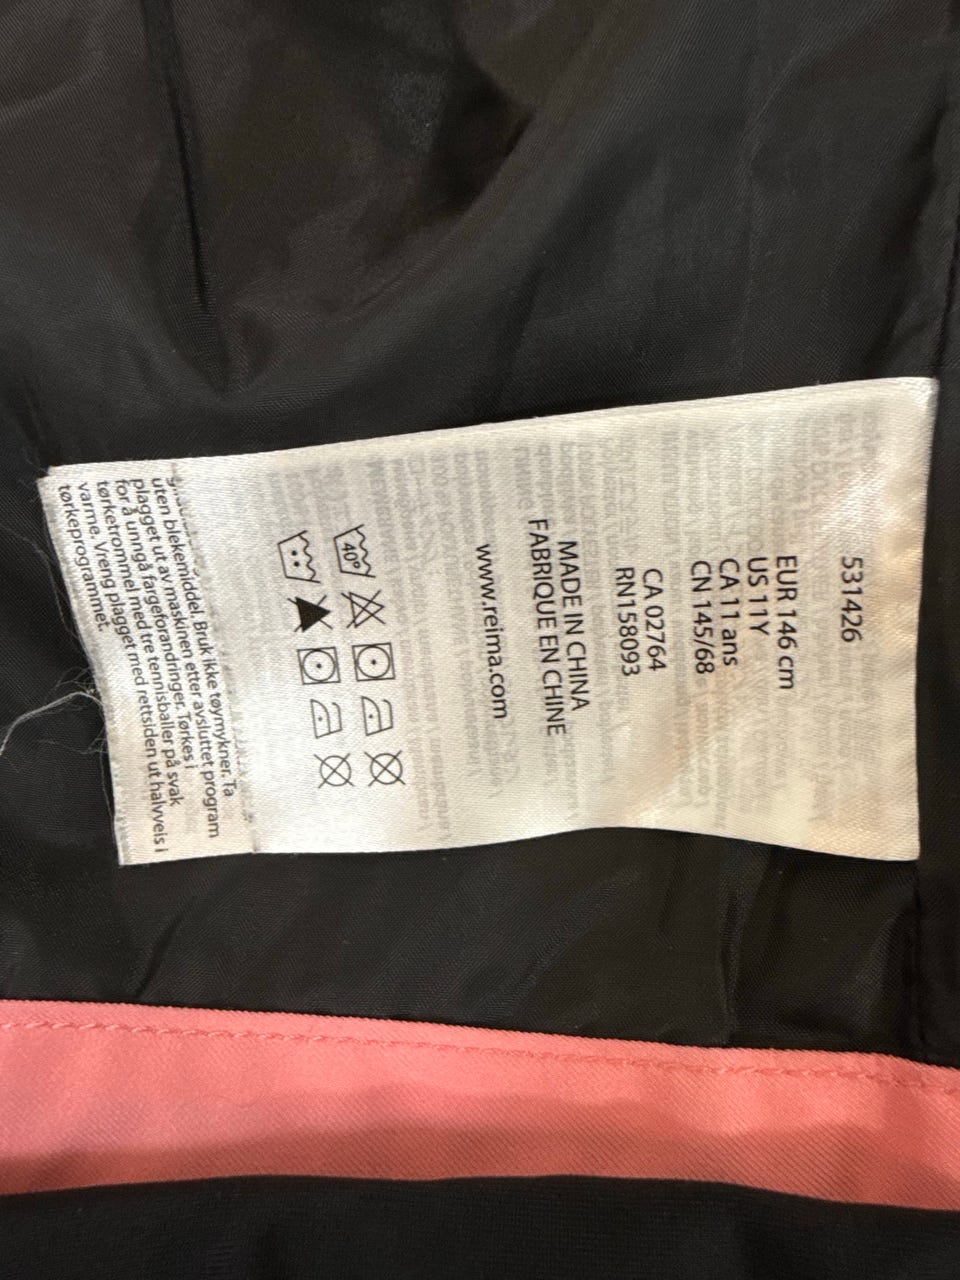 531426
EUR 146 cm
US 11Y
CA 11 ans
CN 145/68
CA 02764
RN158093
MADE IN CHINA
FABRIQUE EN CHINE
www.reima.com
40°
uten blekemiddel. Bruk ikke tøymykner. Ta
plagget ut av maskinen etter avsluttet program
for å unngå fargeforandringer. Tørkes i
tørketrommel med tre tennisballer på svak
varme. Vreng plagget med rettsiden ut halvveis i
tørkeprogrammet.